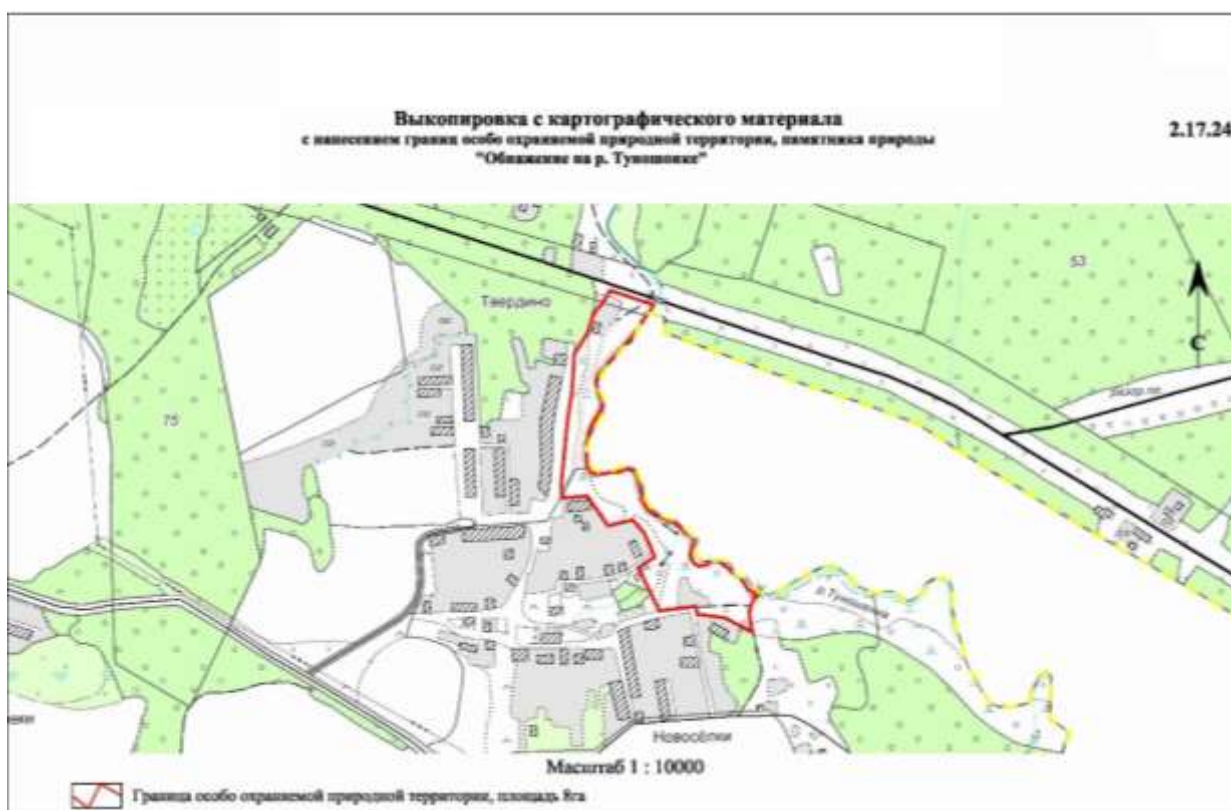 Выкопировка с картографического материала
с нанесением границ особо охраняемой природной территории, памятника природы
"Обнажение на р. Туношонке"
2.17.24
53
Твердино
С
75
р.Туношонка
Новосёлки
Масштаб 1 : 10000
Граница особо охраняемой природной территории, площадь 8га